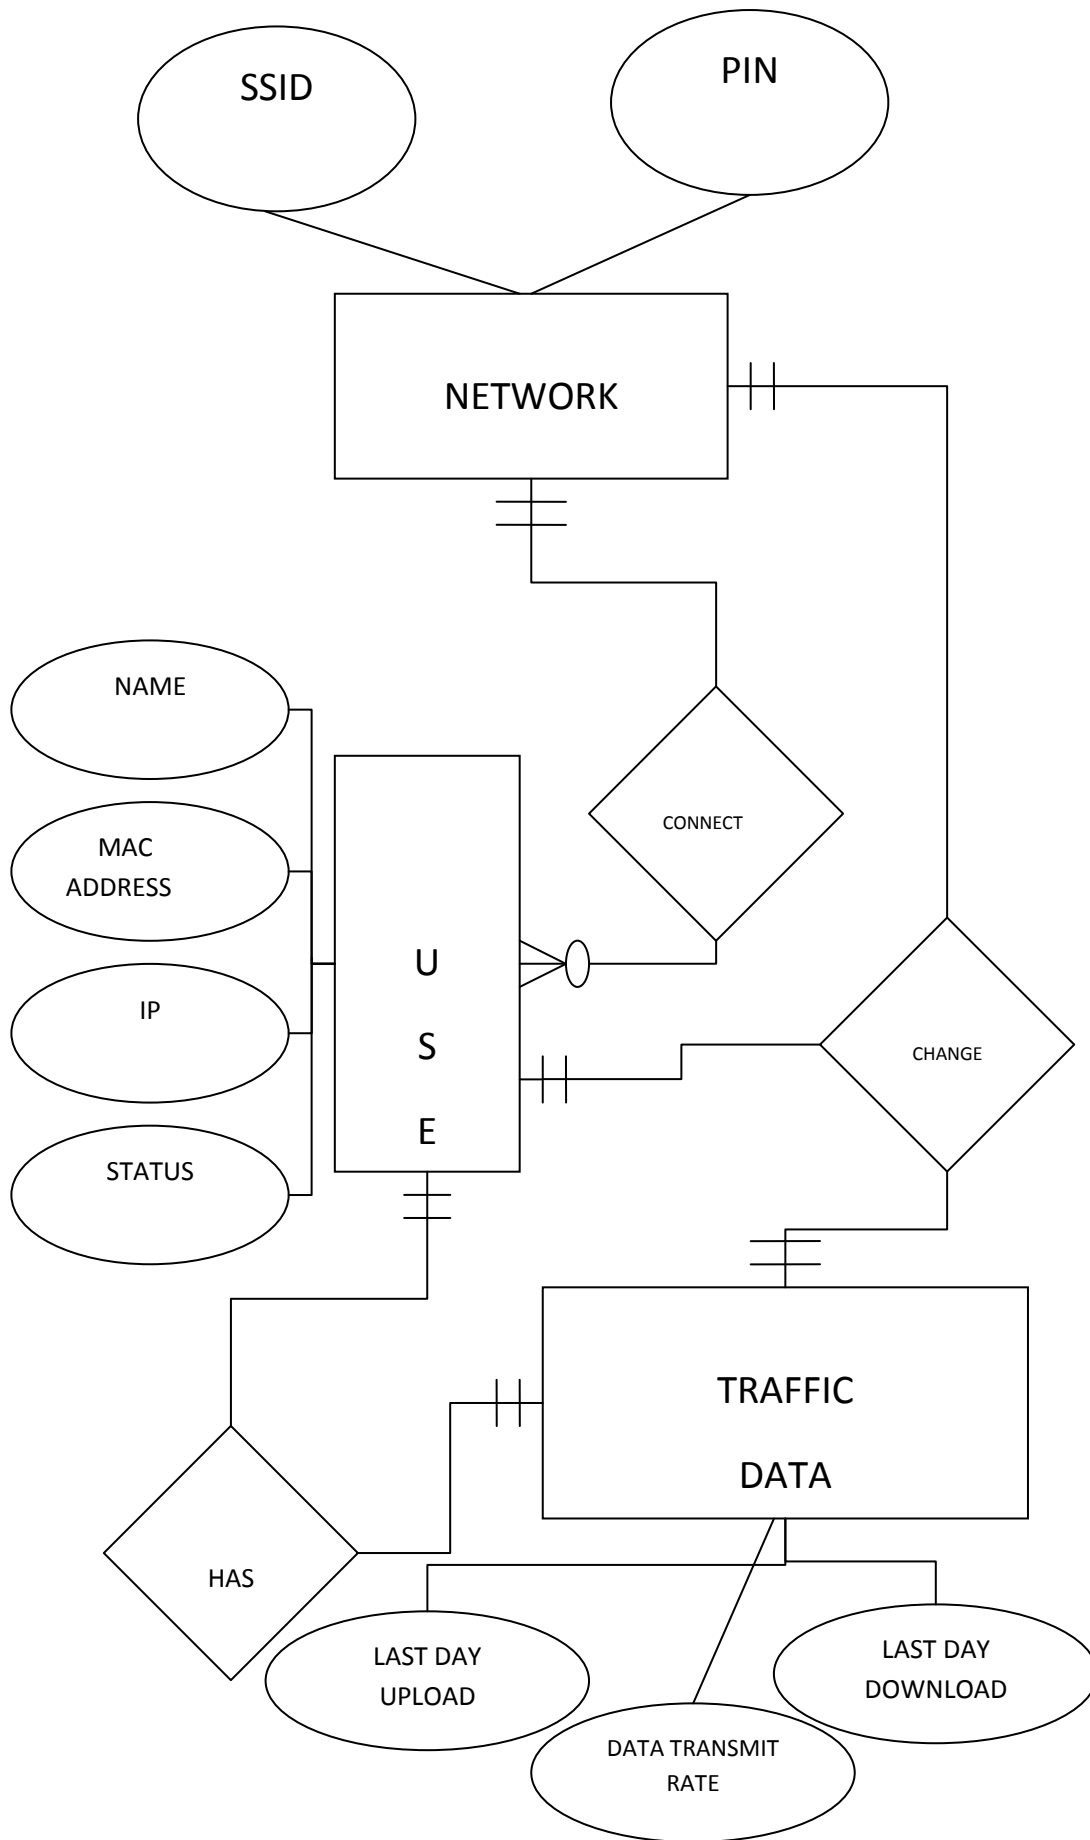 SSID
PIN
NETWORK
NAME
MAC
ADDRESS
CONNECT
U
S
E
IP
CHANGE
STATUS
TRAFFIC
DATA
HAS
LAST DAY
UPLOAD
LAST DAY
DOWNLOAD
DATA TRANSMIT
RATE